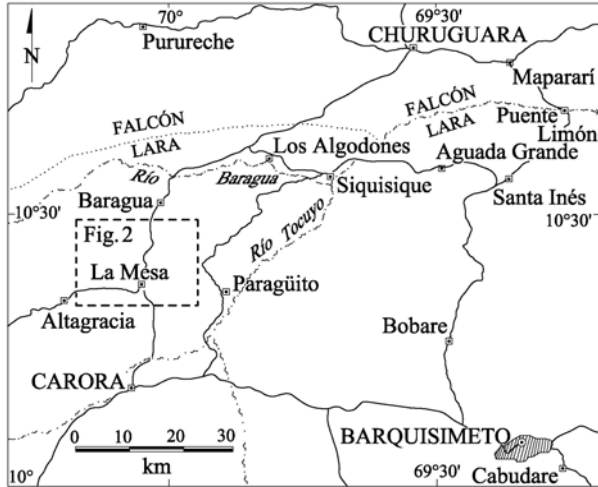 70°
69°30'
N
Purureche
CHURUGUARA
Mapararí
FALCÓN
LARA
FALCÓN
LARA
Puente
Limón
Los Algodones
Río Baragua
Siquisique
Aguada Grande
Santa Inés
Baragua
10°30'
10°30'
Fig. 2
Río Tocuyo
La Mesa
Paragüito
Altagracia
Bobare
CARORA
0 10 20 30
km
BARQUISIMETO
10°
69°30'
Cabudare